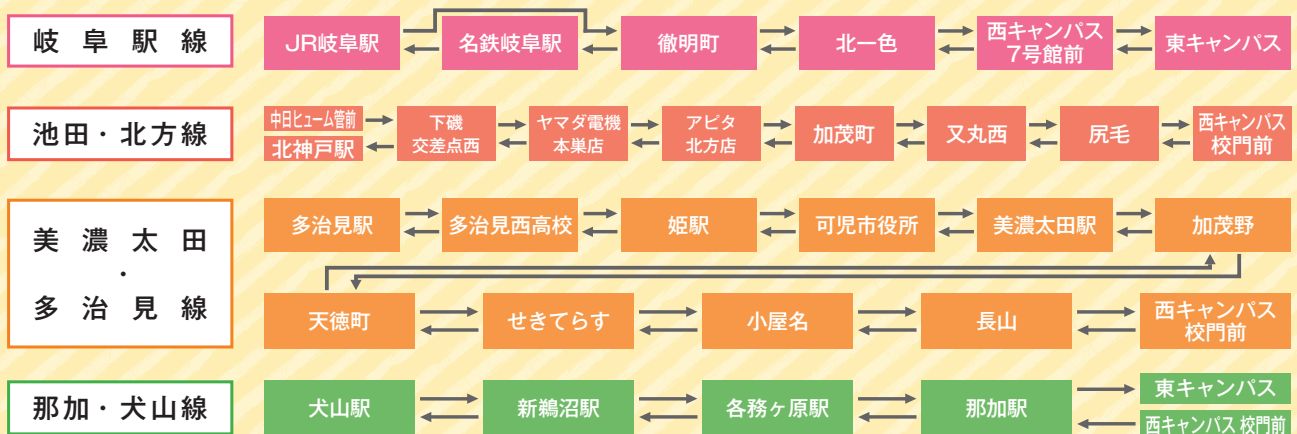 岐阜駅線
JR岐阜駅
名鉄岐阜駅
徹明町
北一色
西キャンパス
7号館前
東キャンパス
池田・北方線
中日ヒューム管前
北神戸駅
下磯
交差点西
ヤマダ電機
本巣店
アピタ
北方店
加茂町
又丸西
尻毛
西キャンパス
校門前
美濃太田
・
多治見線
多治見駅
多治見西高校
姫駅
可児市役所
美濃太田駅
加茂野
天徳町
せきてらす
小屋名
長山
西キャンパス
校門前
那加・犬山線
犬山駅
新鵜沼駅
各務ヶ原駅
那加駅
東キャンパス
西キャンパス 校門前